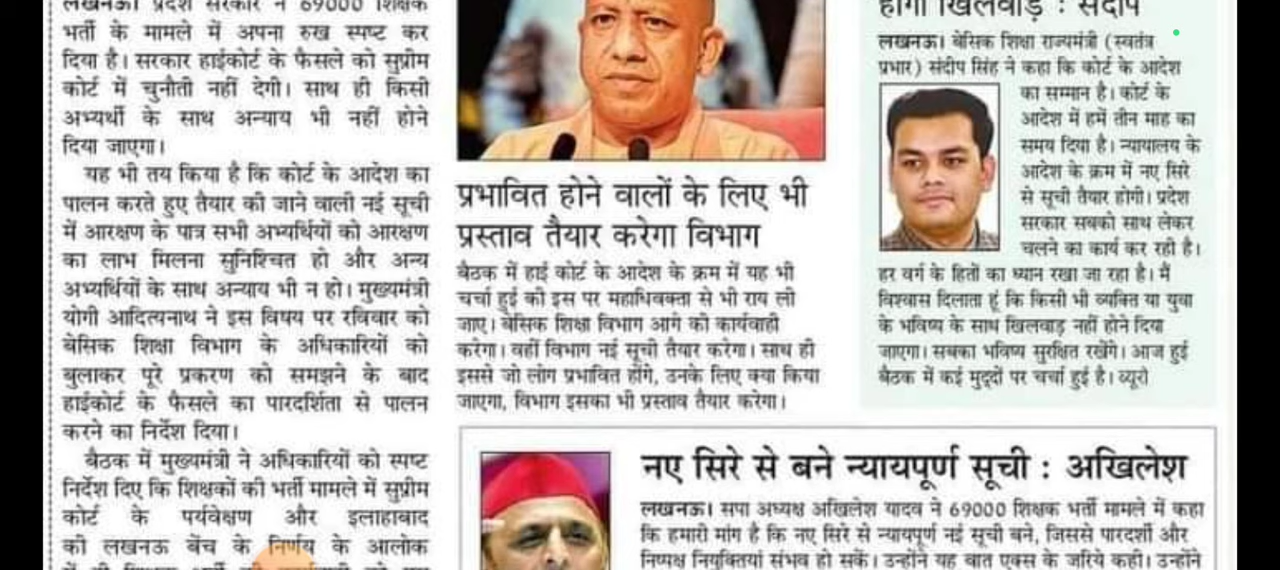 लखनऊ। प्रदेश सरकार ने 69000 शिक्षक
भर्ती के मामले में अपना रुख स्पष्ट कर
दिया है। सरकार हाईकोर्ट के फैसले को सुप्रीम
कोर्ट में चुनौती नहीं देगी। साथ ही किसी
अभ्यर्थी के साथ अन्याय भी नहीं होने
दिया जाएगा।
यह भी तय किया है कि कोर्ट के आदेश का
पालन करते हुए तैयार की जाने वाली नई सूची
में आरक्षण के पात्र सभी अभ्यर्थियों को आरक्षण
का लाभ मिलना सुनिश्चित हो और अन्य
अभ्यर्थियों के साथ अन्याय भी न हो। मुख्यमंत्री
योगी आदित्यनाथ ने इस विषय पर रविवार को
बेसिक शिक्षा विभाग के अधिकारियों को
बुलाकर पूरे प्रकरण को समझने के बाद
हाईकोर्ट के फैसले का पारदर्शिता से पालन
करने का निर्देश दिया।
बैठक में मुख्यमंत्री ने अधिकारियों को स्पष्ट
निर्देश दिए कि शिक्षकों की भर्ती मामले में सुप्रीम
कोर्ट के पर्यवेक्षण और इलाहाबाद
की लखनऊ बेंच के निर्णय के आलोक
प्रभावित होने वालों के लिए भी
प्रस्ताव तैयार करेगा विभाग
बैठक में हाई कोर्ट के आदेश के क्रम में यह भी
चर्चा हुई की इस पर महाधिवक्ता से भी राय ली
जाए। बेसिक शिक्षा विभाग आगे की कार्यवाही
करेगा। वहीं विभाग नई सूची तैयार करेगा। साथ ही
इससे जो लोग प्रभावित होंगे, उनके लिए क्या किया
जाएगा, विभाग इसका भी प्रस्ताव तैयार करेगा।
होगा खिलवाड़ : संदीप
लखनऊ। बेसिक शिक्षा राज्यमंत्री (स्वतंत्र
प्रभार) संदीप सिंह ने कहा कि कोर्ट के आदेश
का सम्मान है। कोर्ट के
आदेश में हमें तीन माह का
समय दिया है। न्यायालय के
आदेश के क्रम में नए सिरे
से सूची तैयार होगी। प्रदेश
सरकार सबको साथ लेकर
चलने का कार्य कर रही है।
हर वर्ग के हितों का ध्यान रखा जा रहा है। मैं
विश्वास दिलाता हूं कि किसी भी व्यक्ति या युवा
के भविष्य के साथ खिलवाड़ नहीं होने दिया
जाएगा। सबका भविष्य सुरक्षित रखेंगे। आज हुई
बैठक में कई मुद्दों पर चर्चा हुई है। ब्यूरो
नए सिरे से बने न्यायपूर्ण सूची : अखिलेश
लखनऊ। सपा अध्यक्ष अखिलेश यादव ने 69000 शिक्षक भर्ती मामले में कहा
कि हमारी मांग है कि नए सिरे से न्यायपूर्ण नई सूची बने, जिससे पारदर्शी और
निष्पक्ष नियुक्तियां संभव हो सकें। उन्होंने यह बात एक्स के जरिये कही। उन्होंने